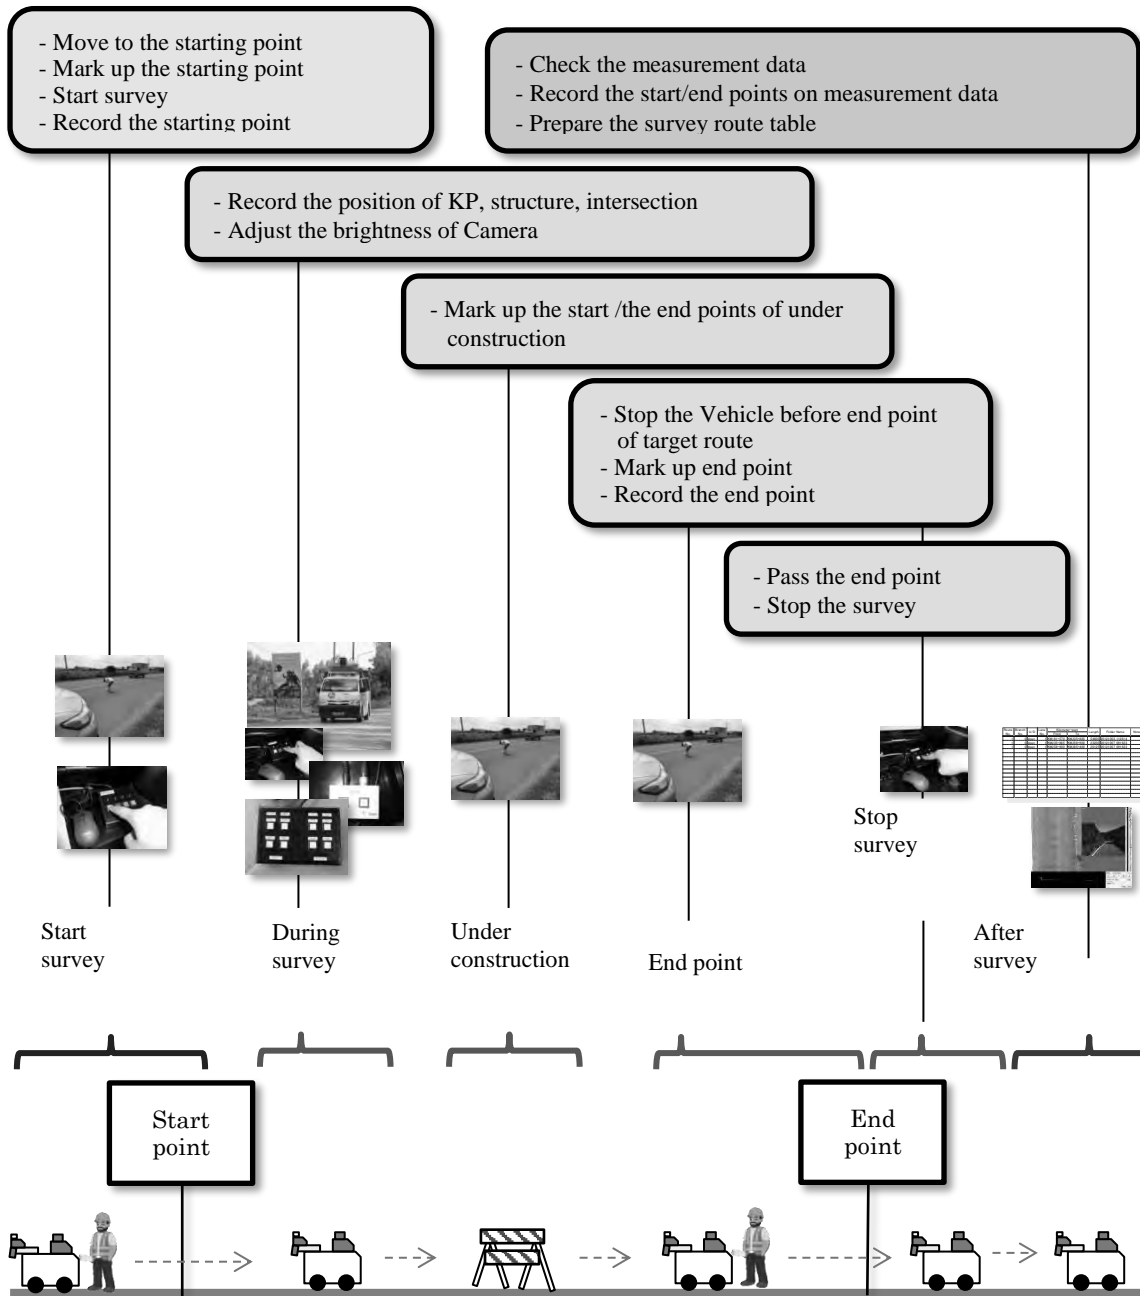 - Move to the starting point
- Mark up the starting point
- Start survey
- Record the starting point
- Check the measurement data
- Record the start/end points on measurement data
- Prepare the survey route table
- Record the position of KP, structure, intersection
- Adjust the brightness of Camera
- Mark up the start /the end points of under
construction
- Stop the Vehicle before end point
of target route
- Mark up end point
- Record the end point
- Pass the end point
- Stop the survey
Stop
survey
Start
survey
During
survey
Under
construction
End point
After
survey
Start
point
End
point